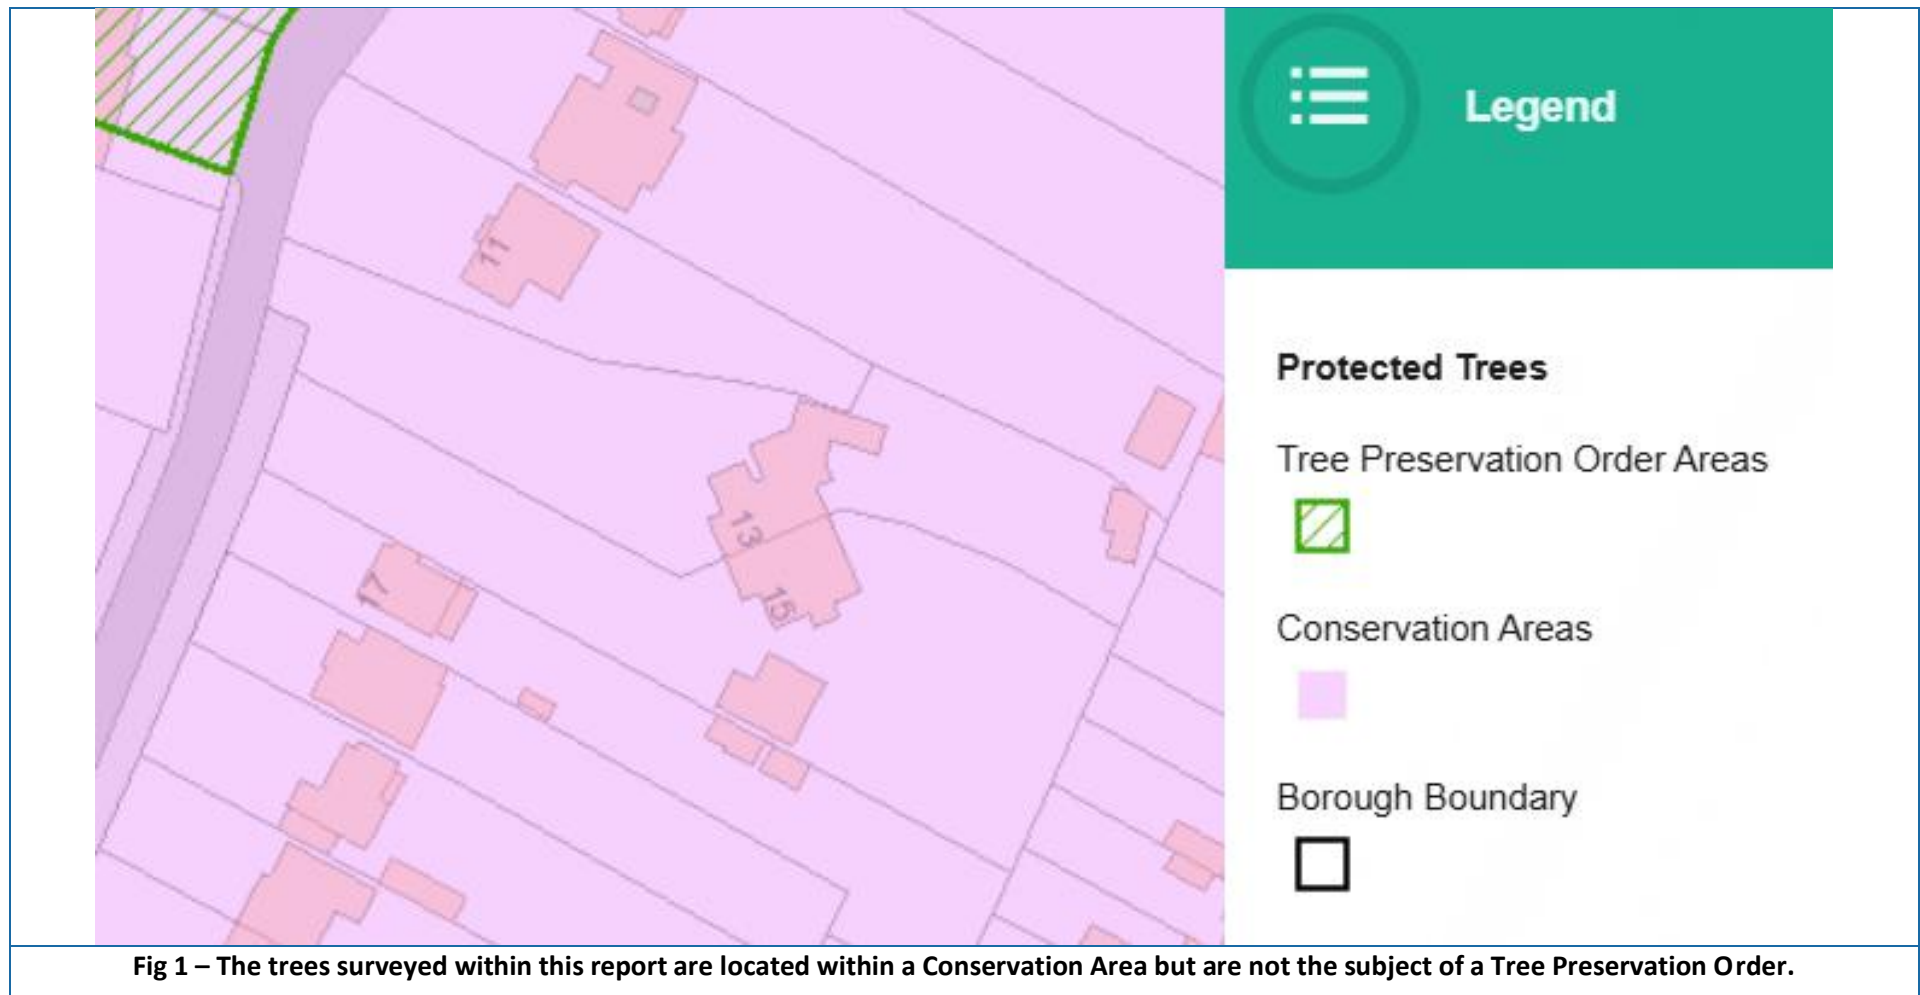 11
13
15
17
Legend
Protected Trees
Tree Preservation Order Areas
Conservation Areas
Borough Boundary
Fig 1 – The trees surveyed within this report are located within a Conservation Area but are not the subject of a Tree Preservation Order.